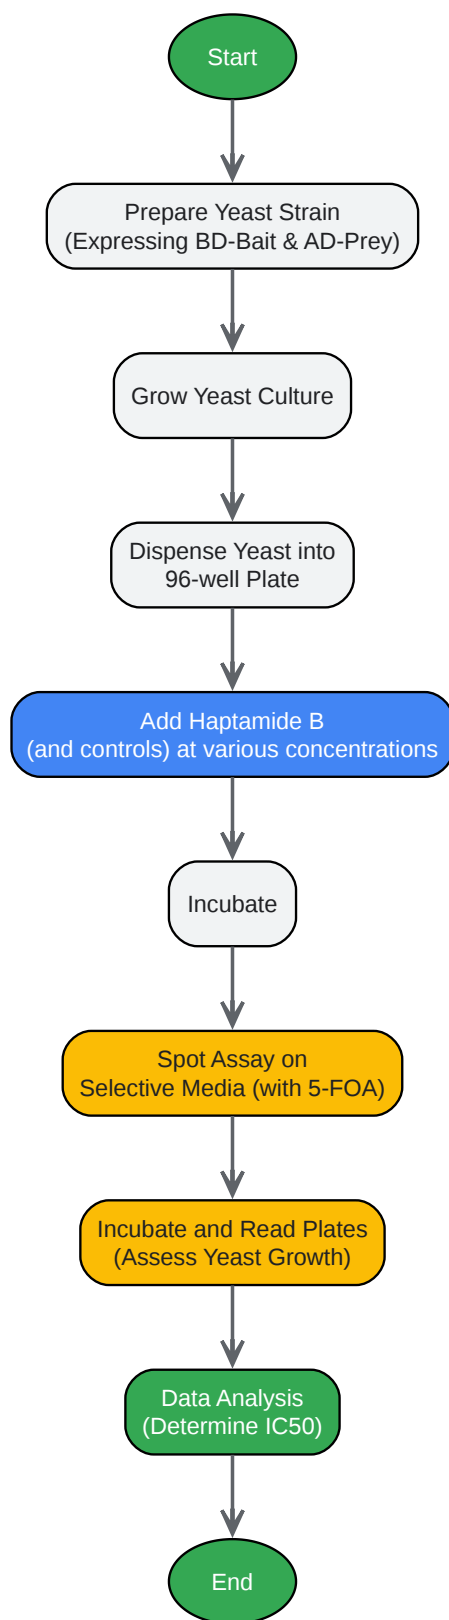 Start
Prepare Yeast Strain
(Expressing BD-Bait & AD-Prey)
Grow Yeast Culture
Dispense Yeast into
96-well Plate
Add Haptamide B
(and controls) at various concentrations
Incubate
Spot Assay on
Selective Media (with 5-FOA)
Incubate and Read Plates
(Assess Yeast Growth)
Data Analysis
(Determine IC50)
End